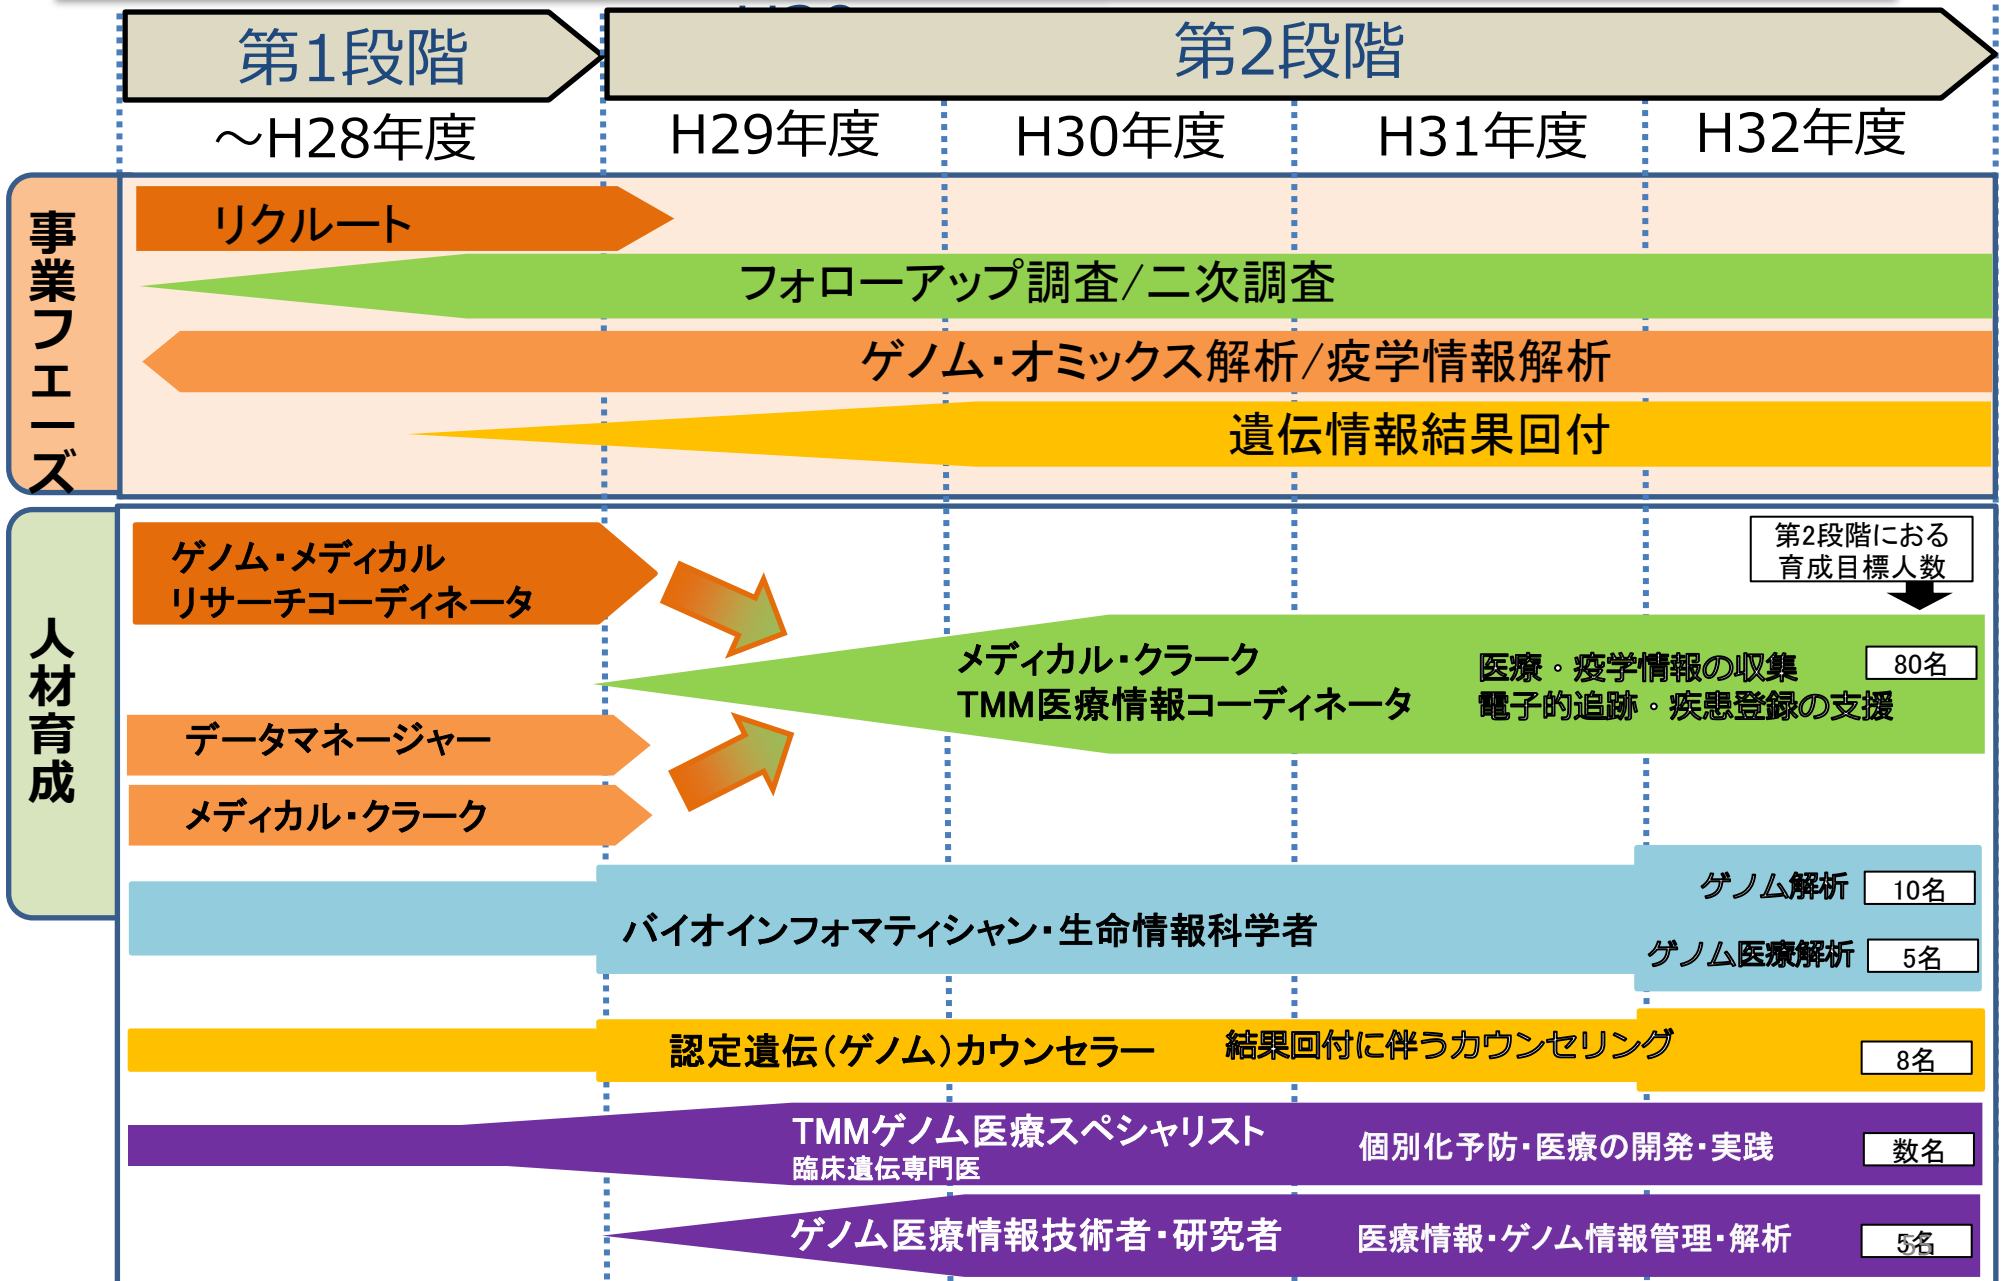 第1段階
第2段階
～H28年度
H29年度
H30年度
H31年度
H32年度
事業フェーズ
リクルート
フォローアップ調査/二次調査
ゲノム・オミックス解析/疫学情報解析
遺伝情報結果回付
人材育成
ゲノム・メディカル
リサーチコーディネータ
第2段階におる
育成目標人数
メディカル・クラーク
TMM医療情報コーディネータ
医療・疫学情報の収集
電子的追跡・疾患登録の支援
80名
データマネージャー
メディカル・クラーク
バイオインフォマティシャン・生命情報科学者
ゲノム解析
10名
ゲノム医療解析
5名
認定遺伝(ゲノム)カウンセラー
結果回付に伴うカウンセリング
8名
TMMゲノム医療スペシャリスト
臨床遺伝専門医
個別化予防・医療の開発・実践
数名
ゲノム医療情報技術者・研究者
医療情報・ゲノム情報管理・解析
5名